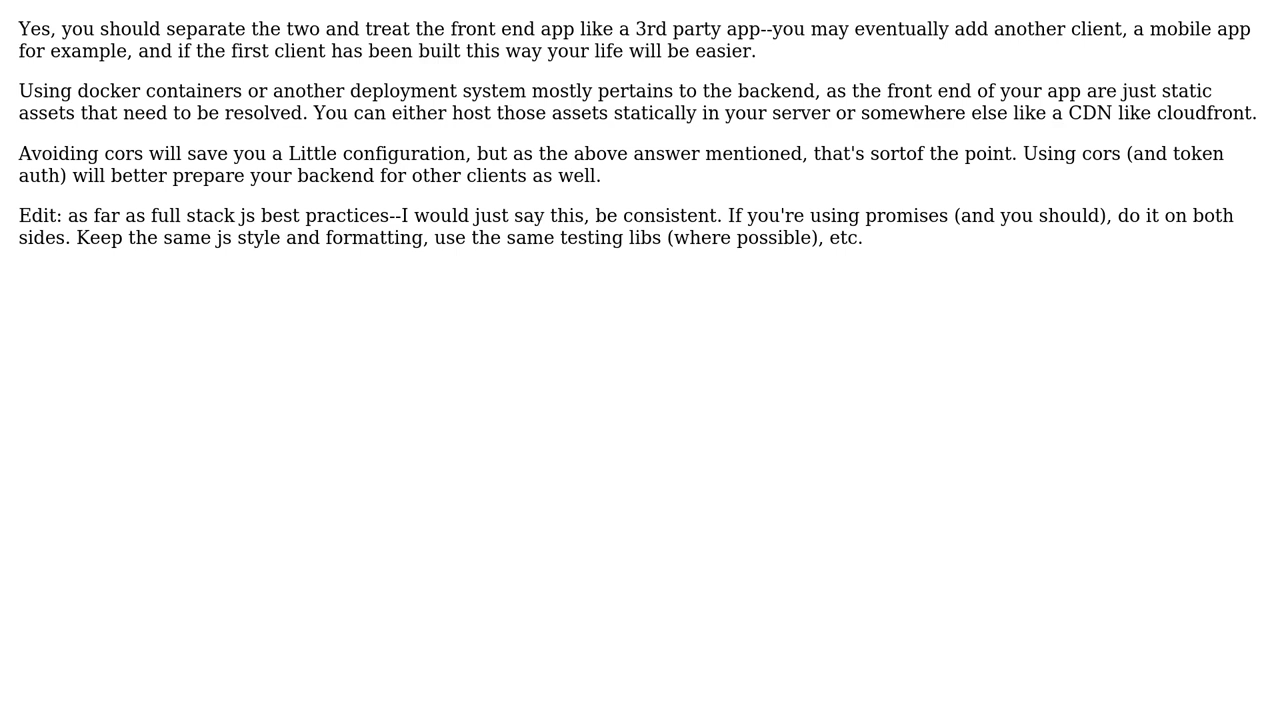 Yes, you should separate the two and treat the front end app like a 3rd party app--you may eventually add another client, a mobile app
for example, and if the first client has been built this way your life will be easier.
Using docker containers or another deployment system mostly pertains to the backend, as the front end of your app are just static
assets that need to be resolved. You can either host those assets statically in your server or somewhere else like a CDN like cloudfront.
Avoiding cors will save you a Little configuration, but as the above answer mentioned, that's sortof the point. Using cors (and token
auth) will better prepare your backend for other clients as well.
Edit: as far as full stack js best practices--I would just say this, be consistent. If you're using promises (and you should), do it on both
sides. Keep the same js style and formatting, use the same testing libs (where possible), etc.